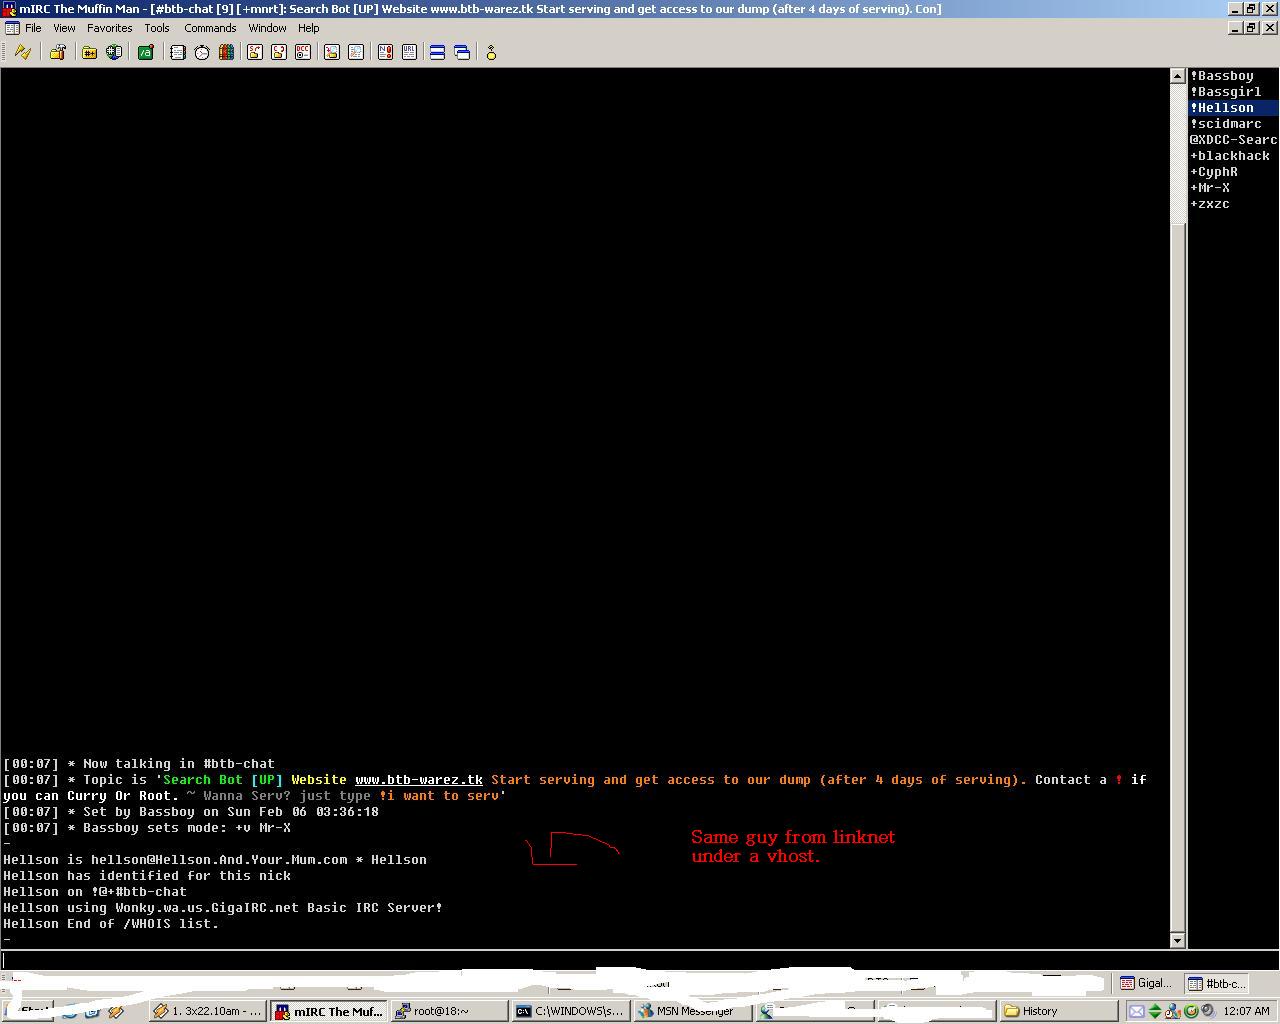 mIRC The Muffin Man - [#btb-chat [9] [+mnrt]: Search Bot [UP] Website www.btb-warez.tk Start serving and get access to our dump (after 4 days of serving). Con]
File View Favorites Tools Commands Window Help
!Bassboy
!Bassgirl
!Hellson
!scidmarc
@XDCC-Searc
+blackhack
+CyphR
+Mr-X
+zxzc
[00:07] * Now talking in #btb-chat
[00:07] * Topic is 'Search Bot [UP] Website www.btb-warez.tk Start serving and get access to our dump (after 4 days of serving). Contact a ! if
you can Curry Or Root. ~ Wanna Serv? just type !i want to serv'
[00:07] * Set by Bassboy on Sun Feb 06 03:36:18
[00:07] * Bassboy sets mode: +v Mr-X
-
Hellson is hellson@Hellson.And.Your.Mum.com * Hellson
Hellson has identified for this nick
Hellson on !@+#btb-chat
Hellson using Wonky.wa.us.GigaIRC.net Basic IRC Server!
Hellson End of /WHOIS list.
-
Same guy from linknet
under a vhost.
GigaI... #btb-c...
1. 3x22.10am - ... mIRC The Muf... root@18:~ C:\WINDOWS\s... MSN Messenger History 12:07 AM